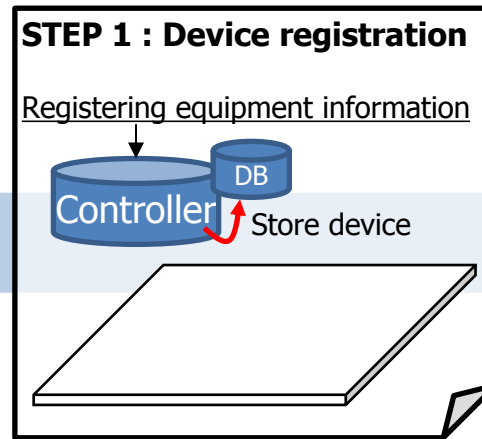 STEP 1 : Device registration
Registering equipment information
DB
Controller
Store device